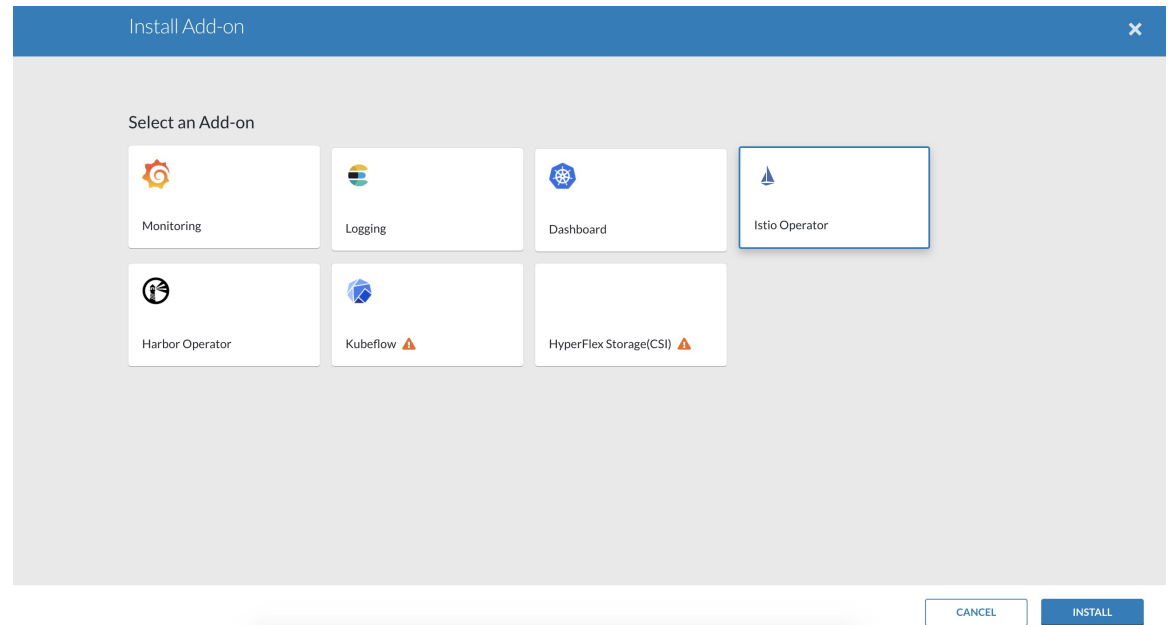 Install Add-on
Select an Add-on
Monitoring
Logging
Dashboard
Istio Operator
Harbor Operator
Kubeflow
HyperFlex Storage(CSI)
CANCEL
INSTALL